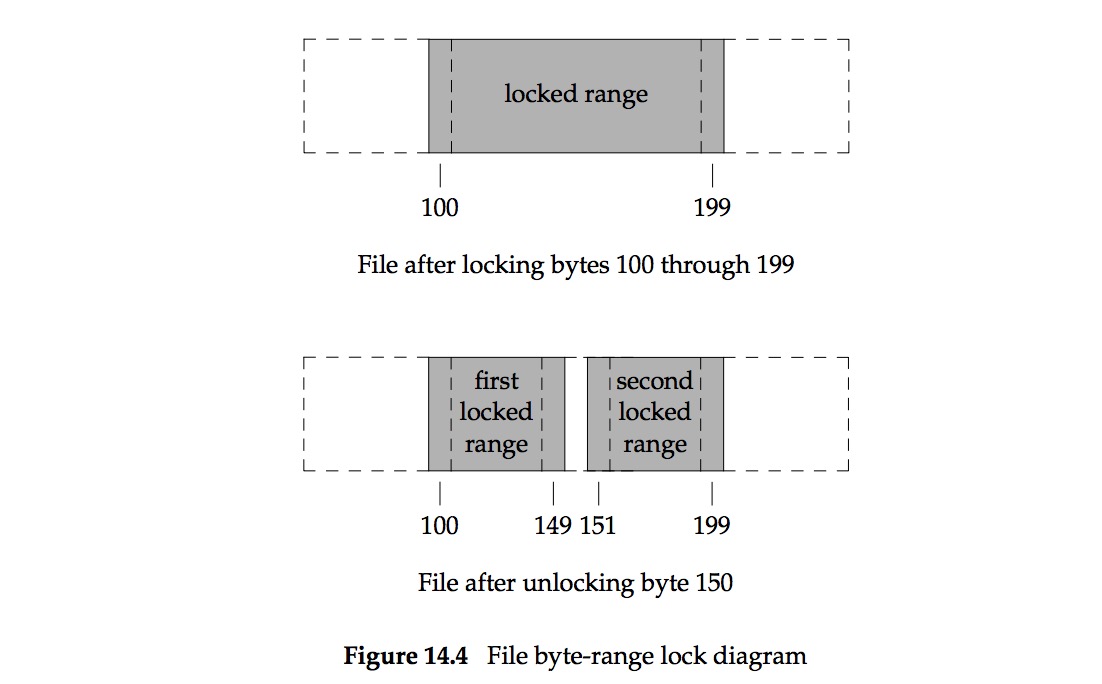 locked range
100 199
File after locking bytes 100 through 199
first
locked
range
second
locked
range
100 149 151 199
File after unlocking byte 150
Figure 14.4 File byte-range lock diagram